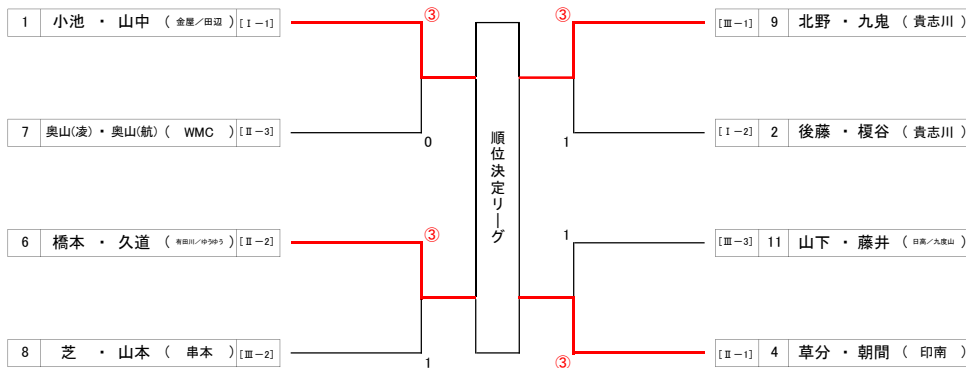 1 小池 ・ 山中 ( 金屋/田辺 ) [Ⅰ-1] ③
7 奥山(凌) ・ 奥山(航) ( WMC ) [Ⅱ-3] 0
6 橋本 ・ 久道 ( 有田川/ゆうゆう ) [Ⅱ-2] ③
8 芝 ・ 山本 ( 串本 ) [Ⅲ-2] 1
順位決定リーグ
③ [Ⅲ-1] 9 北野 ・ 九鬼 ( 貴志川 )
1 [Ⅰ-2] 2 後藤 ・ 榎谷 ( 貴志川 )
1 [Ⅲ-3] 11 山下 ・ 藤井 ( 日高/九度山 )
③ [Ⅱ-1] 4 草分 ・ 朝間 ( 印南 )